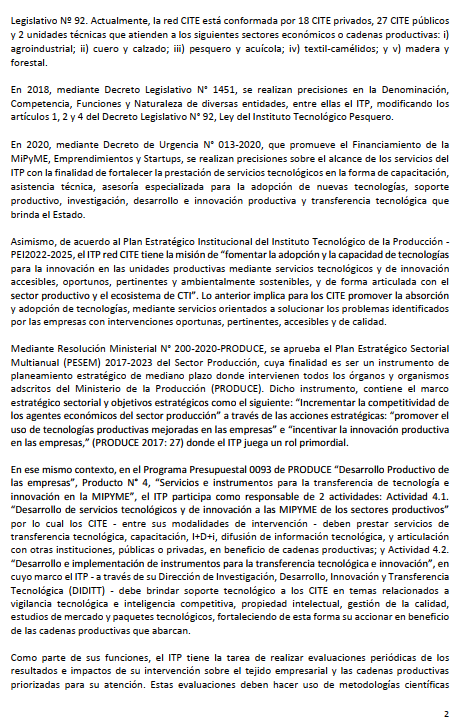 Legislativo Nº 92. Actualmente, la red CITE está conformada por 18 CITE privados, 27 CITE públicos
y 2 unidades técnicas que atienden a los siguientes sectores económicos o cadenas productivas: i)
agroindustrial; ii) cuero y calzado; iii) pesquero y acuícola; iv) textil-camélidos; y v) madera y
forestal.
En 2018, mediante Decreto Legislativo N° 1451, se realizan precisiones en la Denominación,
Competencia, Funciones y Naturaleza de diversas entidades, entre ellas el ITP, modificando los
artículos 1, 2 y 4 del Decreto Legislativo N° 92, Ley del Instituto Tecnológico Pesquero.
En 2020, mediante Decreto de Urgencia N° 013-2020, que promueve el Financiamiento de la
MiPyME, Emprendimientos y Startups, se realizan precisiones sobre el alcance de los servicios del
ITP con la finalidad de fortalecer la prestación de servicios tecnológicos en la forma de capacitación,
asistencia técnica, asesoría especializada para la adopción de nuevas tecnologías, soporte
productivo, investigación, desarrollo e innovación productiva y transferencia tecnológica que
brinda el Estado.
Asimismo, de acuerdo al Plan Estratégico Institucional del Instituto Tecnológico de la Producción -
PEI2022-2025, el ITP red CITE tiene la misión de “fomentar la adopción y la capacidad de tecnologías
para la innovación en las unidades productivas mediante servicios tecnológicos y de innovación
accesibles, oportunos, pertinentes y ambientalmente sostenibles, y de forma articulada con el
sector productivo y el ecosistema de CTI”. Lo anterior implica para los CITE promover la absorción
y adopción de tecnologías, mediante servicios orientados a solucionar los problemas identificados
por las empresas con intervenciones oportunas, pertinentes, accesibles y de calidad.
Mediante Resolución Ministerial N° 200-2020-PRODUCE, se aprueba el Plan Estratégico Sectorial
Multianual (PESEM) 2017-2023 del Sector Producción, cuya finalidad es ser un instrumento de
planeamiento estratégico de mediano plazo donde intervienen todos los órganos y organismos
adscritos del Ministerio de la Producción (PRODUCE). Dicho instrumento, contiene el marco
estratégico sectorial y objetivos estratégicos como el siguiente: “Incrementar la competitividad de
los agentes económicos del sector producción” a través de las acciones estratégicas: “promover el
uso de tecnologías productivas mejoradas en las empresas” e “incentivar la innovación productiva
en las empresas,” (PRODUCE 2017: 27) donde el ITP juega un rol primordial.
En ese mismo contexto, en el Programa Presupuestal 0093 de PRODUCE “Desarrollo Productivo de
las empresas”, Producto N° 4, “Servicios e instrumentos para la transferencia de tecnología e
innovación en la MIPYME”, el ITP participa como responsable de 2 actividades: Actividad 4.1.
“Desarrollo de servicios tecnológicos y de innovación a las MIPYME de los sectores productivos”
por lo cual los CITE - entre sus modalidades de intervención - deben prestar servicios de
transferencia tecnológica, capacitación, I+D+i, difusión de información tecnológica, y articulación
con otras instituciones, públicas o privadas, en beneficio de cadenas productivas; y Actividad 4.2.
“Desarrollo e implementación de instrumentos para la transferencia tecnológica e innovación”, en
cuyo marco el ITP - a través de su Dirección de Investigación, Desarrollo, Innovación y Transferencia
Tecnológica (DIDITT) - debe brindar soporte tecnológico a los CITE en temas relacionados a
vigilancia tecnológica e inteligencia competitiva, propiedad intelectual, gestión de la calidad,
estudios de mercado y paquetes tecnológicos, fortaleciendo de esta forma su accionar en beneficio
de las cadenas productivas que abarcan.
Como parte de sus funciones, el ITP tiene la tarea de realizar evaluaciones periódicas de los
resultados e impactos de su intervención sobre el tejido empresarial y las cadenas productivas
priorizadas para su atención. Estas evaluaciones deben hacer uso de metodologías científicas
2